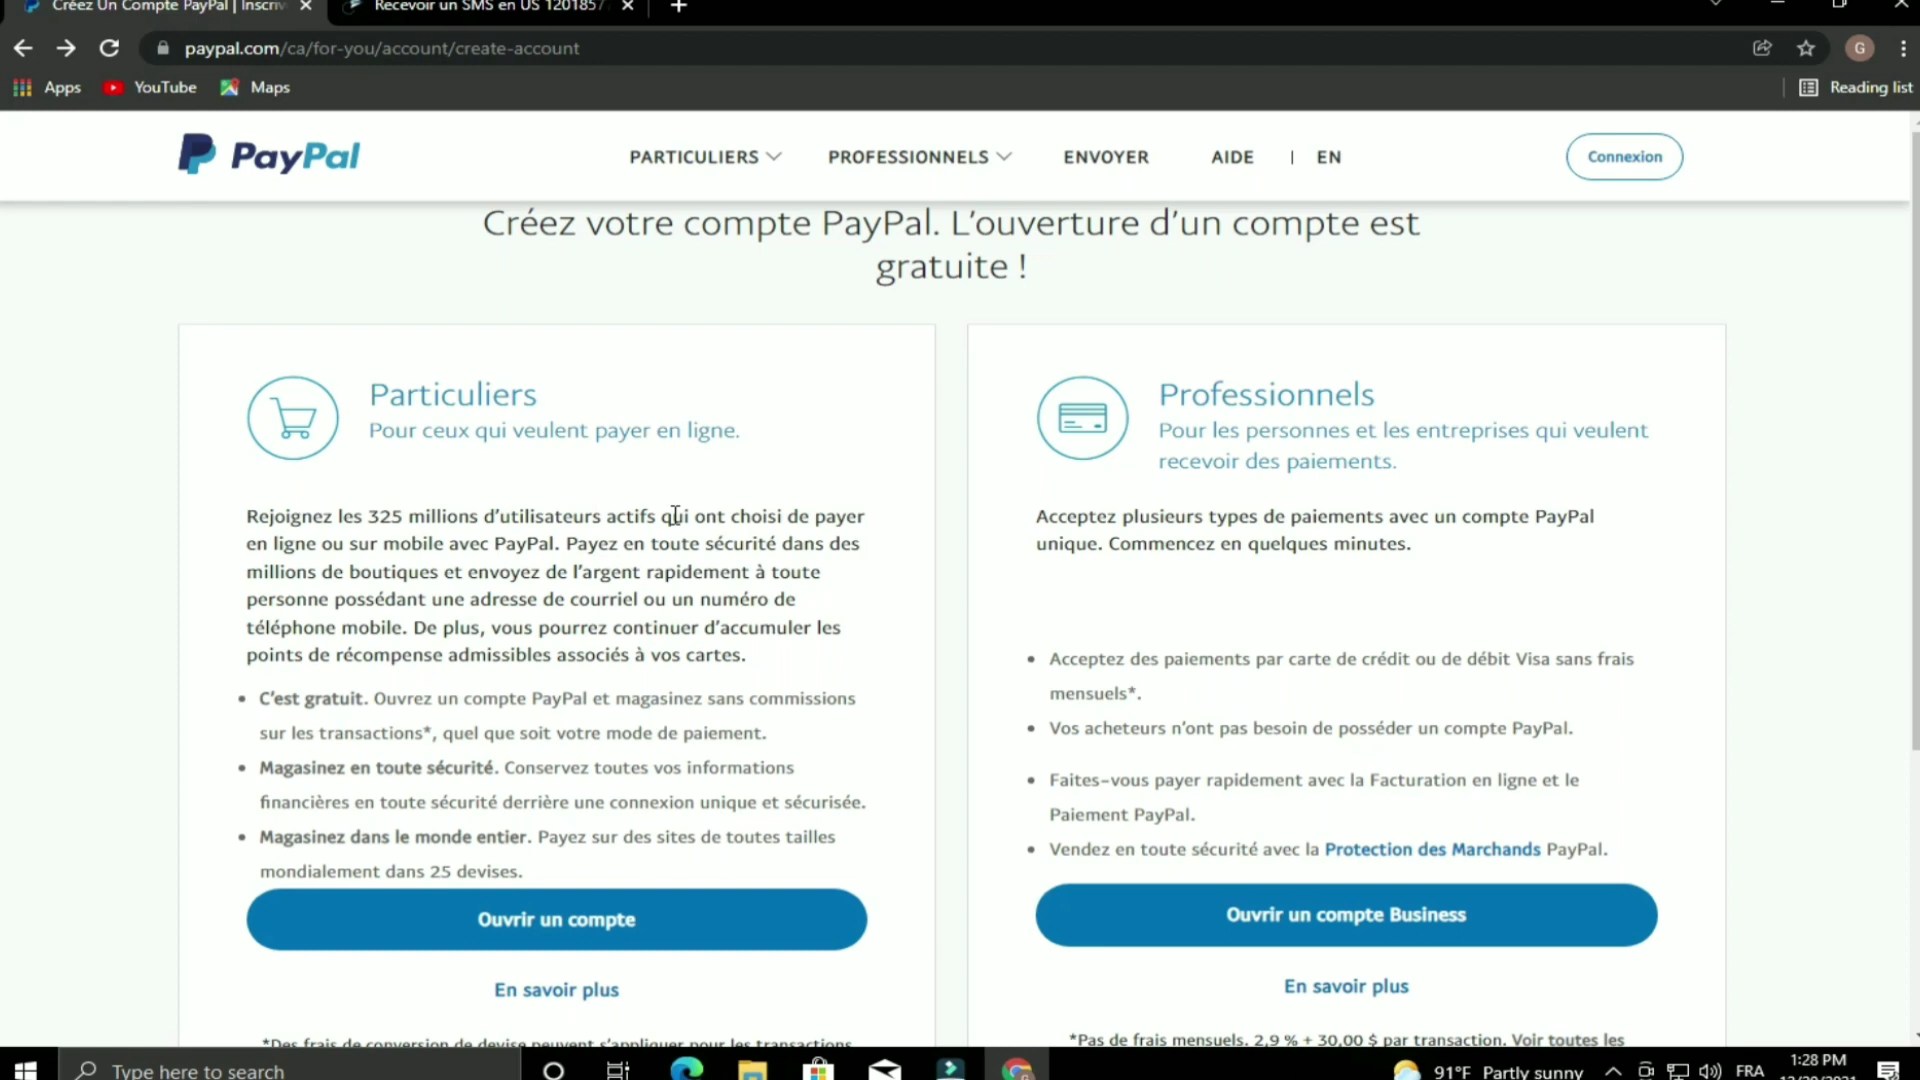 Créez Un Compte PayPal | Inscriv
Recevoir un SMS en US 1201857
paypal.com/ca/for-you/account/create-account
G
Apps
YouTube
Maps
Reading list
PayPal
PARTICULIERS
PROFESSIONNELS
ENVOYER
AIDE
| EN
Connexion
Créez votre compte PayPal. L’ouverture d’un compte est
gratuite !
Particuliers
Pour ceux qui veulent payer en ligne.
Rejoignez les 325 millions d’utilisateurs actifs qui ont choisi de payer
en ligne ou sur mobile avec PayPal. Payez en toute sécurité dans des
millions de boutiques et envoyez de l’argent rapidement à toute
personne possédant une adresse de courriel ou un numéro de
téléphone mobile. De plus, vous pourrez continuer d’accumuler les
points de récompense admissibles associés à vos cartes.
• C’est gratuit. Ouvrez un compte PayPal et magasinez sans commissions
sur les transactions*, quel que soit votre mode de paiement.
• Magasinez en toute sécurité. Conservez toutes vos informations
financières en toute sécurité derrière une connexion unique et sécurisée.
• Magasinez dans le monde entier. Payez sur des sites de toutes tailles
mondialement dans 25 devises.
Ouvrir un compte
En savoir plus
*Des frais de conversion de devise peuvent s’appliquer pour les transactions
Professionnels
Pour les personnes et les entreprises qui veulent
recevoir des paiements.
Acceptez plusieurs types de paiements avec un compte PayPal
unique. Commencez en quelques minutes.
• Acceptez des paiements par carte de crédit ou de débit Visa sans frais
mensuels*.
• Vos acheteurs n’ont pas besoin de posséder un compte PayPal.
• Faites-vous payer rapidement avec la Facturation en ligne et le
Paiement PayPal.
• Vendez en toute sécurité avec la Protection des Marchands PayPal.
Ouvrir un compte Business
En savoir plus
*Pas de frais mensuels. 2,9 % + 30,00 $ par transaction. Voir toutes les
Type here to search
91°F Partly sunny
FRA
1:28 PM